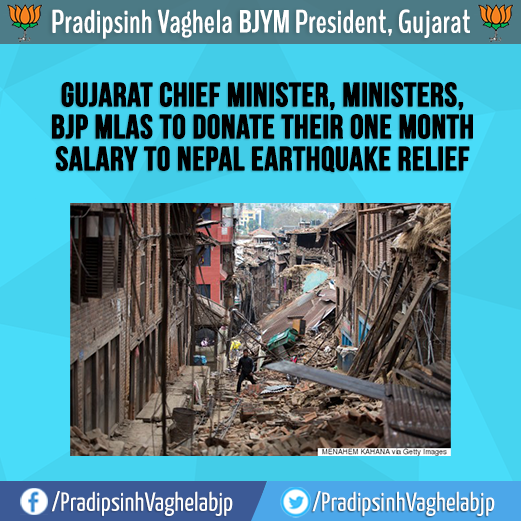 Pradipsinh Vaghela BJYM President, Gujarat
GUJARAT CHIEF MINISTER, MINISTERS,
BJP MLAS TO DONATE THEIR ONE MONTH
SALARY TO NEPAL EARTHQUAKE RELIEF
MENAHEM KAHANA via Getty Images
/PradipsinhVaghelabjp /PradipsinhVaghelabjp